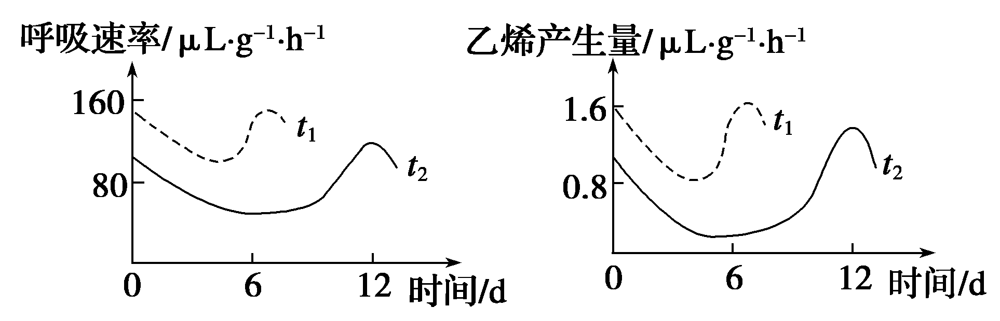 呼吸速率/μL·g⁻¹·h⁻¹
160
80
t₁
t₂
0 6 12 时间/d
乙烯产生量/μL·g⁻¹·h⁻¹
1.6
0.8
t₁
t₂
0 6 12 时间/d